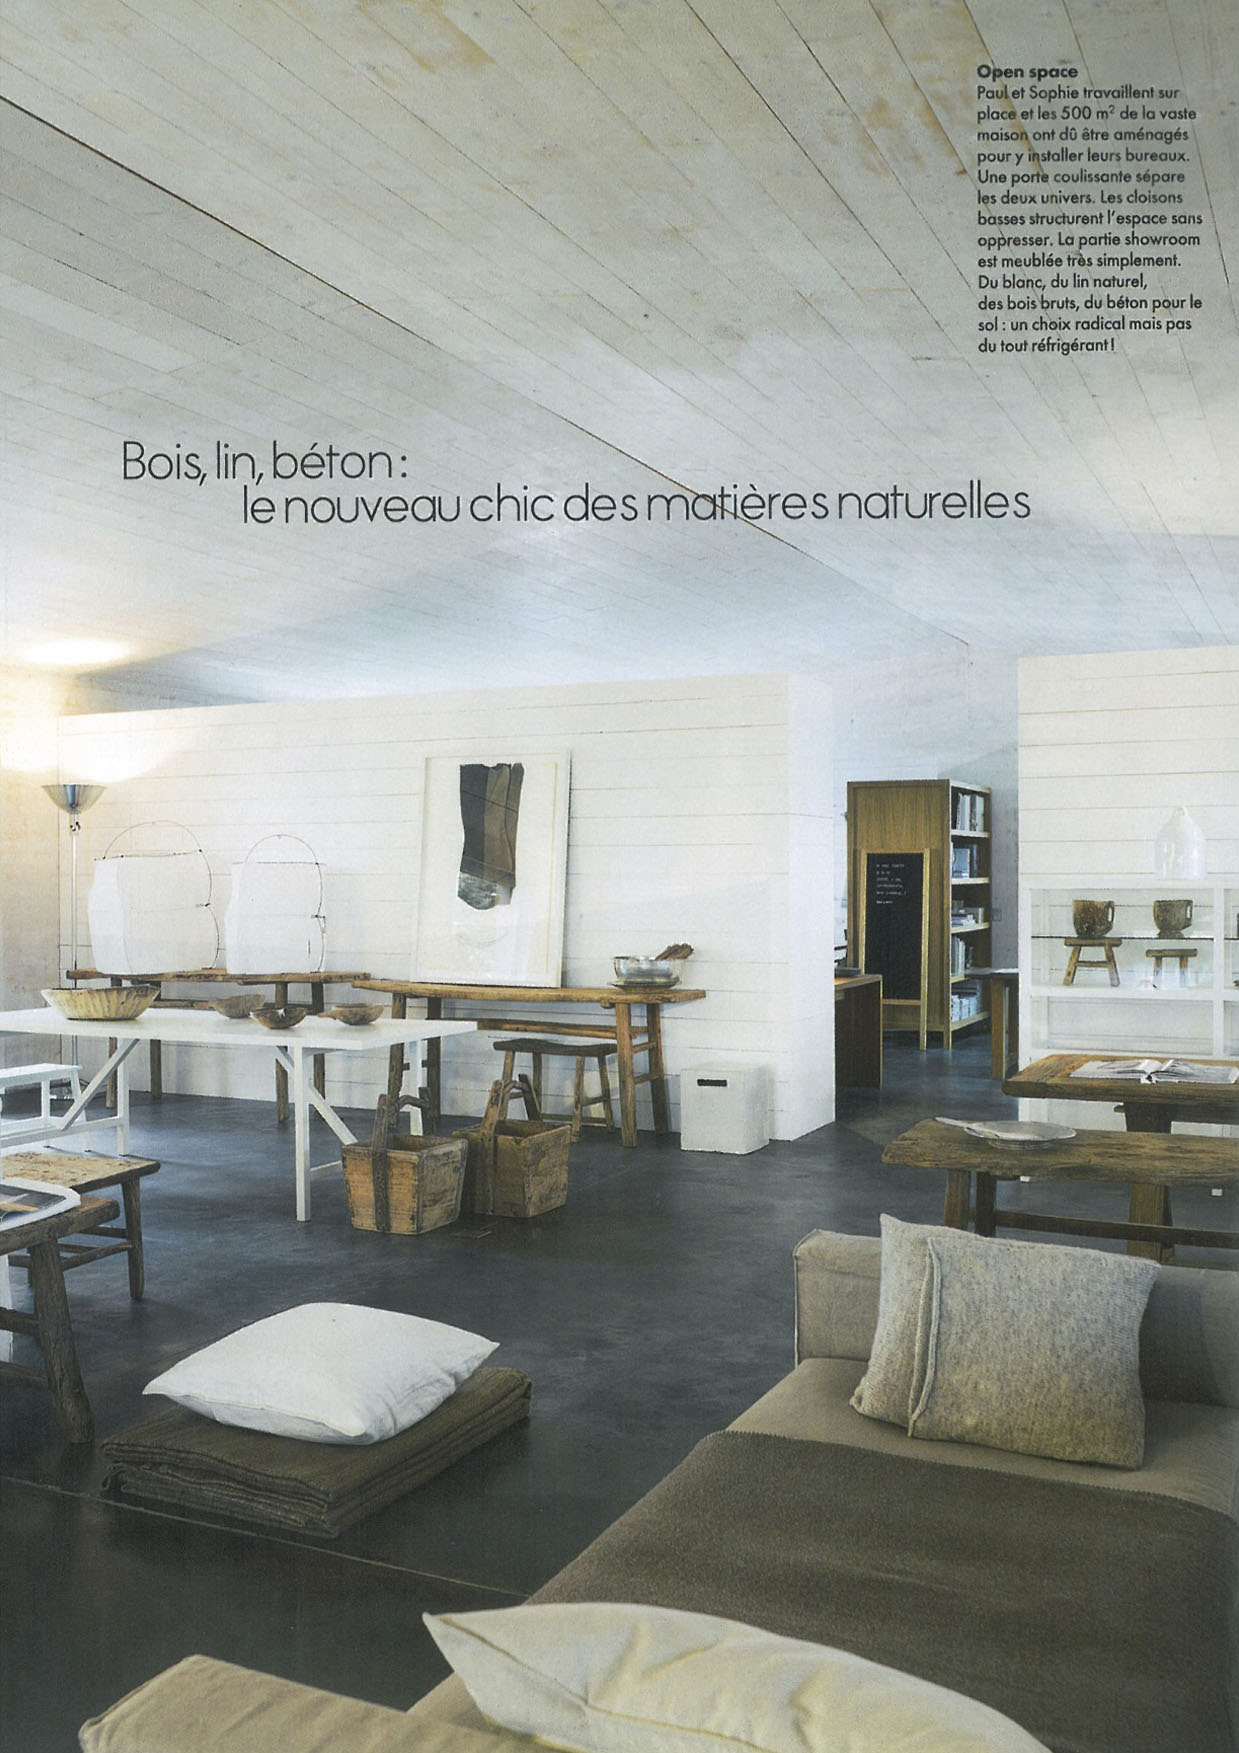 Open space
Paul et Sophie travaillent sur
place et les 500 m² de la vaste
maison ont dû être aménagés
pour y installer leurs bureaux.
Une porte coulissante sépare
les deux univers. Les cloisons
basses structurent l'espace sans
oppresser. La partie showroom
est meublée très simplement.
Du blanc, du lin naturel,
des bois bruts, du béton pour le
sol : un choix radical mais pas
du tout réfrigérant !
Bois, lin, béton :
le nouveau chic des matières naturelles